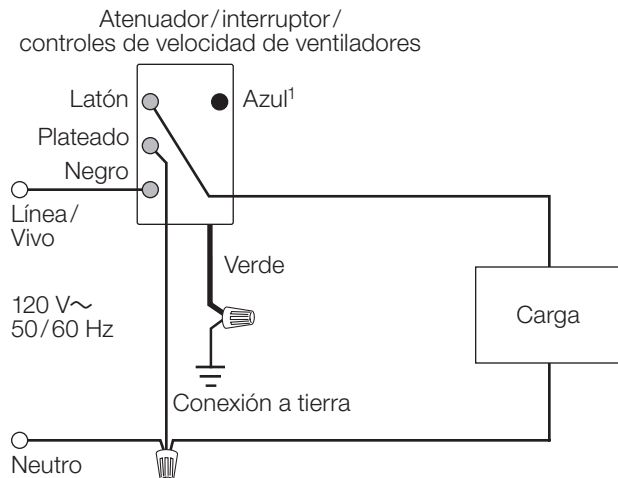 Atenuador/interruptor/
controles de velocidad de ventiladores
Latón
Azul¹
Plateado
Negro
Línea/
Vivo
Verde
120 V~
50/60 Hz
Carga
Conexión a tierra
Neutro